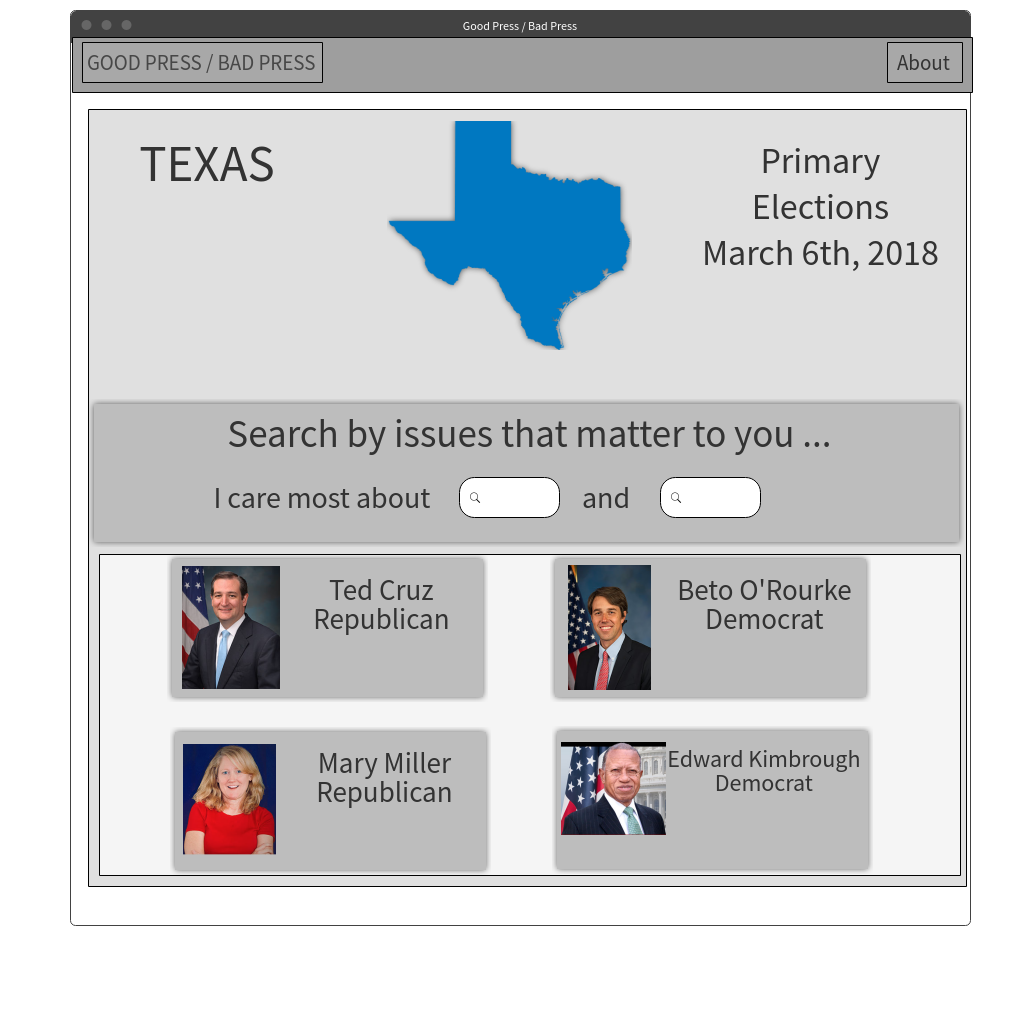 Good Press / Bad Press
GOOD PRESS / BAD PRESS
About
TEXAS
Primary
Elections
March 6th, 2018
Search by issues that matter to you ...
I care most about
and
Ted Cruz
Republican
Beto O'Rourke
Democrat
Mary Miller
Republican
Edward Kimbrough
Democrat